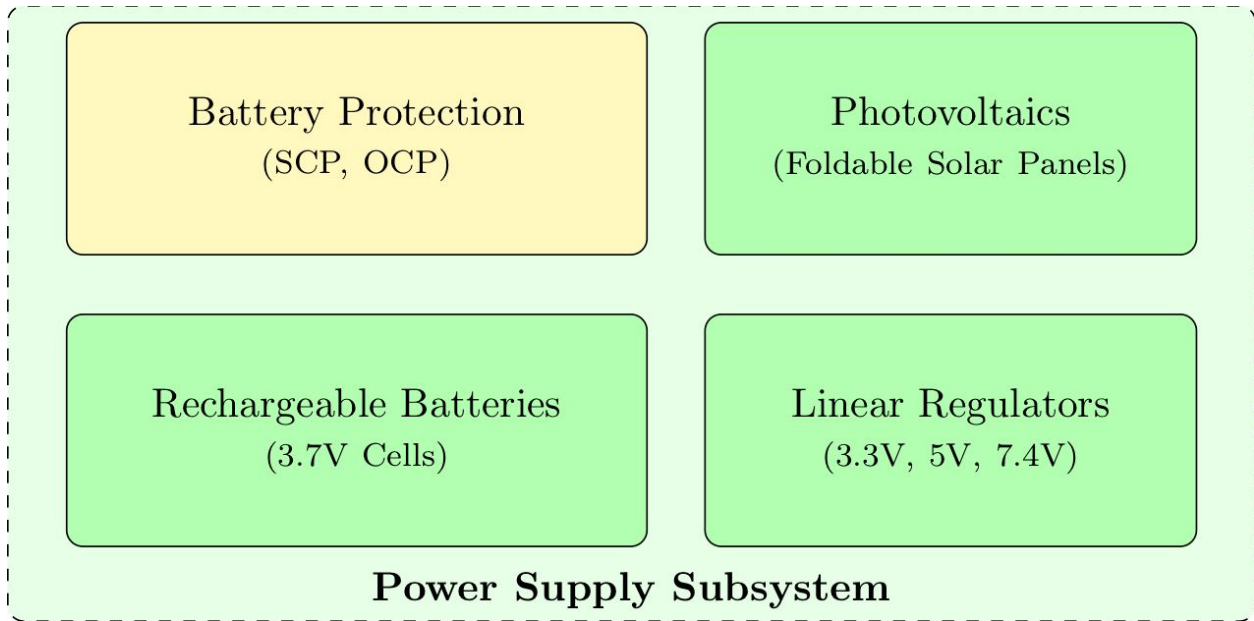 Battery Protection
(SCP, OCP)
Photovoltaics
(Foldable Solar Panels)
Rechargeable Batteries
(3.7V Cells)
Linear Regulators
(3.3V, 5V, 7.4V)
Power Supply Subsystem